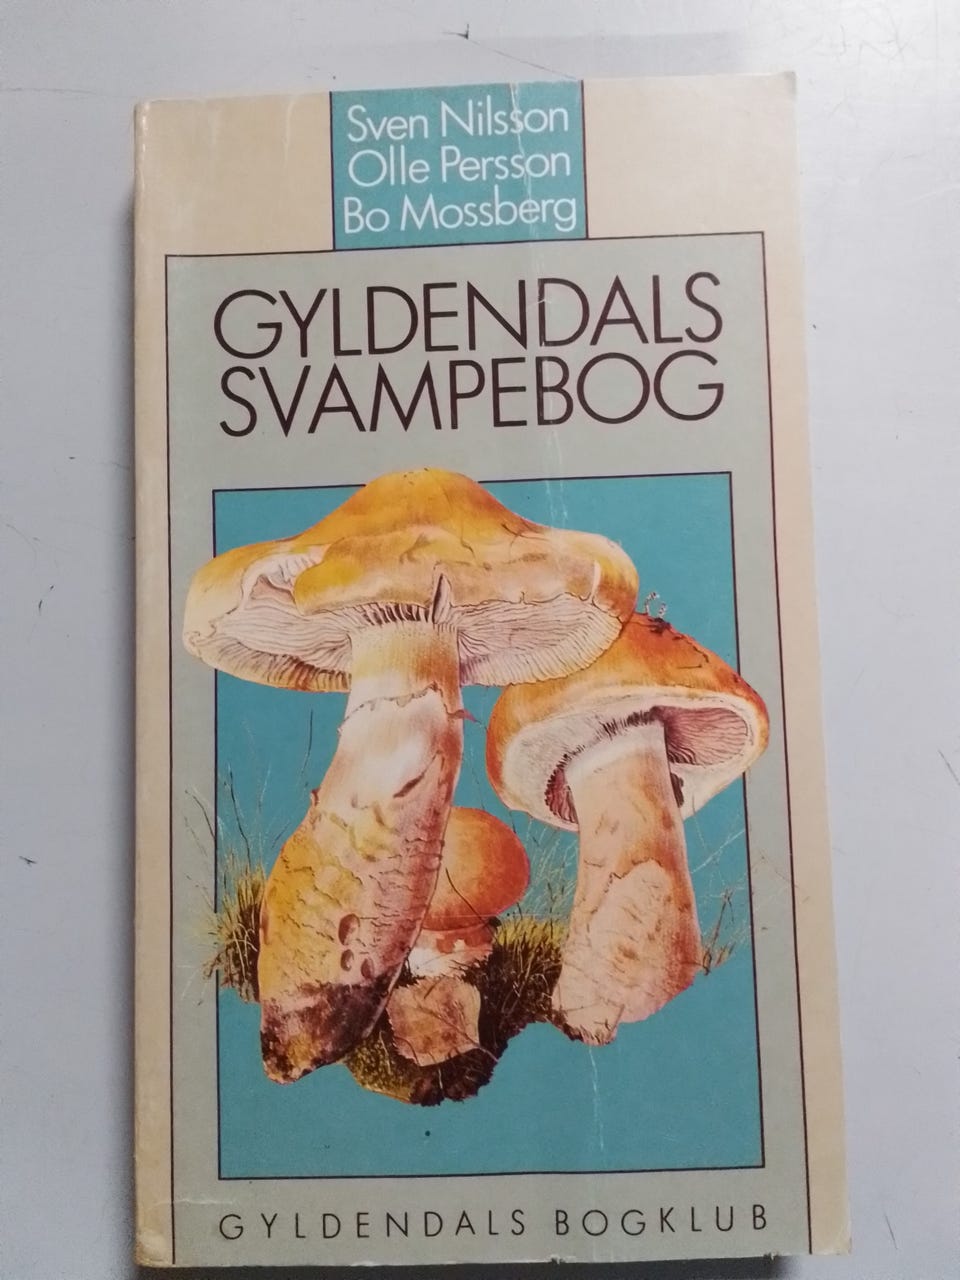 Sven Nilsson
Olle Persson
Bo Mossberg
GYLDENDALS
SVAMPEBOG
GYLDENDALS BOGKLUB